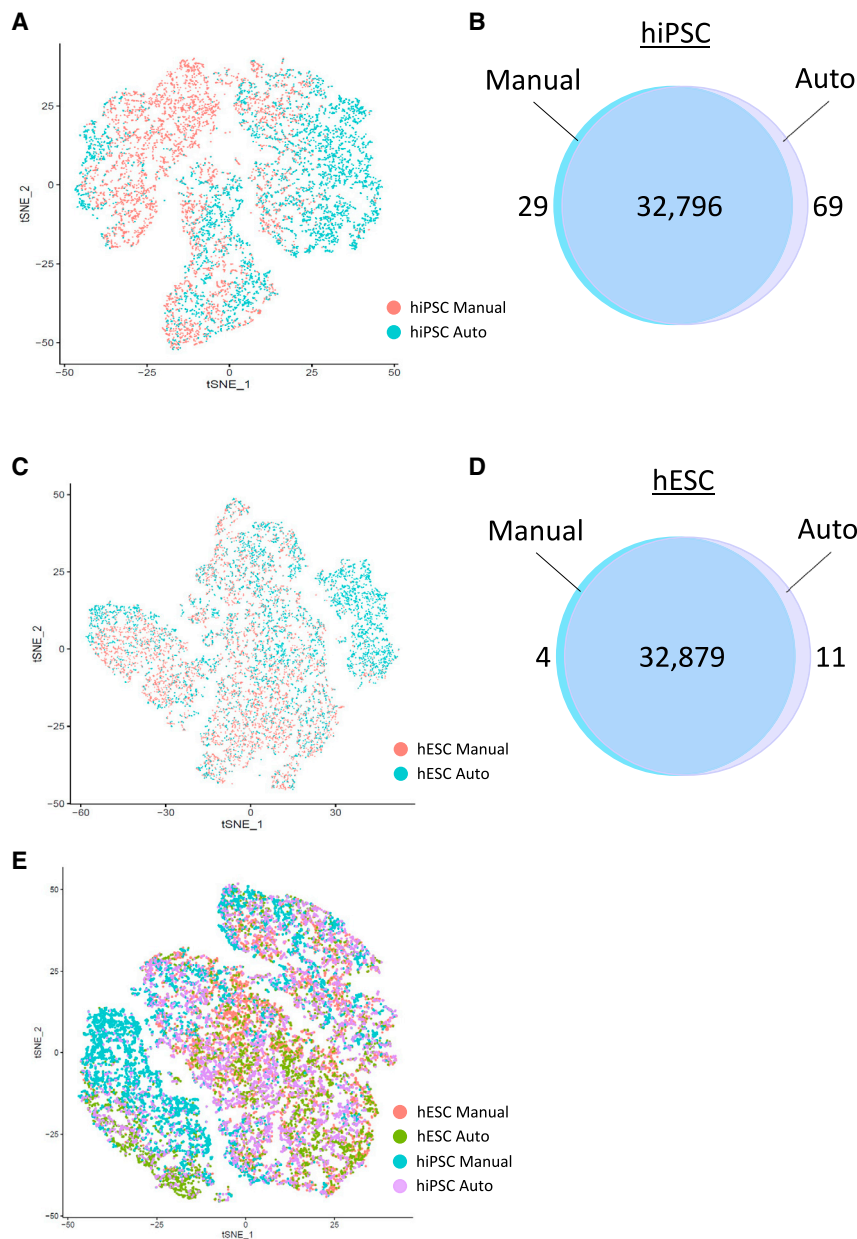 A
25
0
−25
−50
−50
−25
0
25
50
tSNE_2
tSNE_1
hiPSC Manual
hiPSC Auto
B
hiPSC
Manual
Auto
29
32,796
69
C
50
25
0
−25
−50
−60
−30
0
30
tSNE_2
tSNE_1
hESC Manual
hESC Auto
D
hESC
Manual
Auto
4
32,879
11
E
50
25
0
−25
−50
−50
−25
0
25
tSNE_2
tSNE_1
hESC Manual
hESC Auto
hiPSC Manual
hiPSC Auto